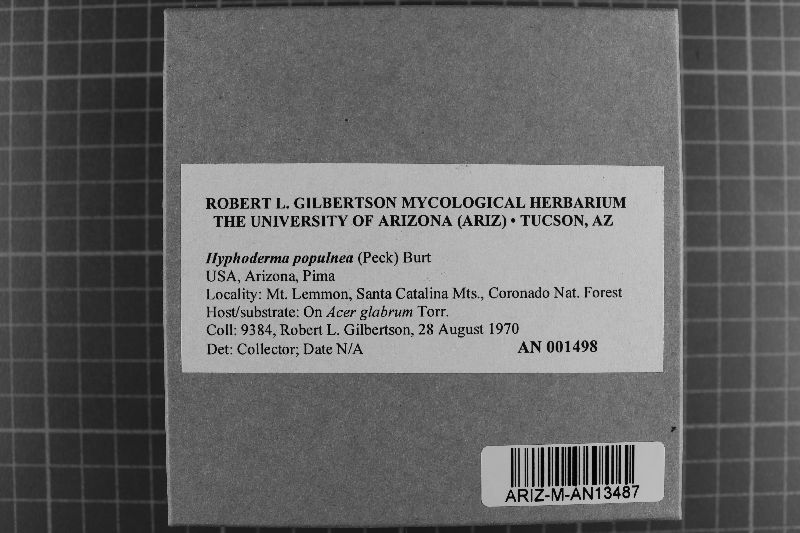 ROBERT L. GILBERTSON MYCOLOGICAL HERBARIUM
THE UNIVERSITY OF ARIZONA (ARIZ) • TUCSON, AZ
Hyphoderma populnea (Peck) Burt
USA, Arizona, Pima
Locality: Mt. Lemmon, Santa Catalina Mts., Coronado Nat. Forest
Host/substrate: On Acer glabrum Torr.
Coll: 9384, Robert L. Gilbertson, 28 August 1970
Det: Collector; Date N/A AN 001498
ARIZ-M-AN13487